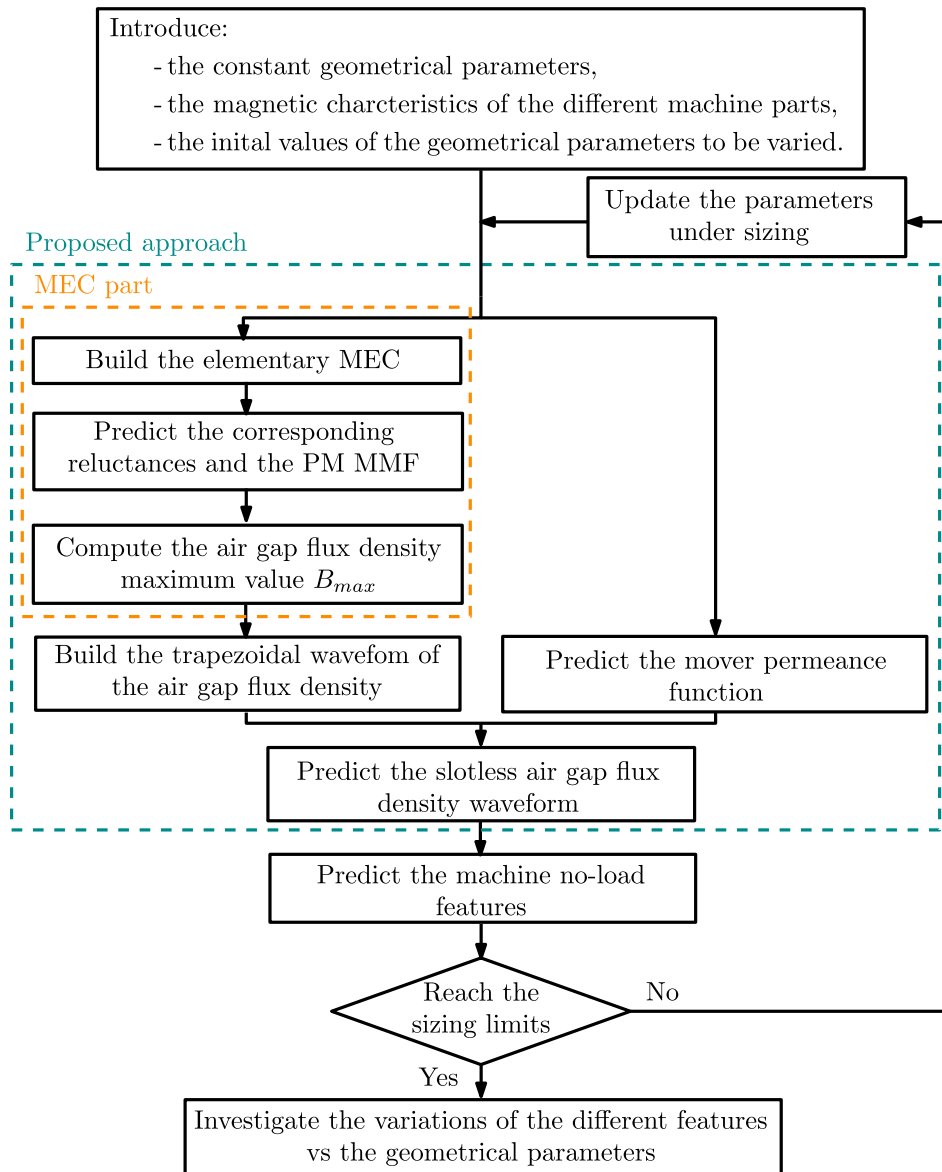 Introduce:
- the constant geometrical parameters,
- the magnetic charcteristics of the different machine parts,
- the inital values of the geometrical parameters to be varied.
Update the parameters
under sizing
Proposed approach
MEC part
Build the elementary MEC
Predict the corresponding
reluctances and the PM MMF
Compute the air gap flux density
maximum value B_max
Build the trapezoidal wavefom of
the air gap flux density
Predict the mover permeance
function
Predict the slotless air gap flux
density waveform
Predict the machine no-load
features
Reach the
sizing limits
No
Yes
Investigate the variations of the different features
vs the geometrical parameters